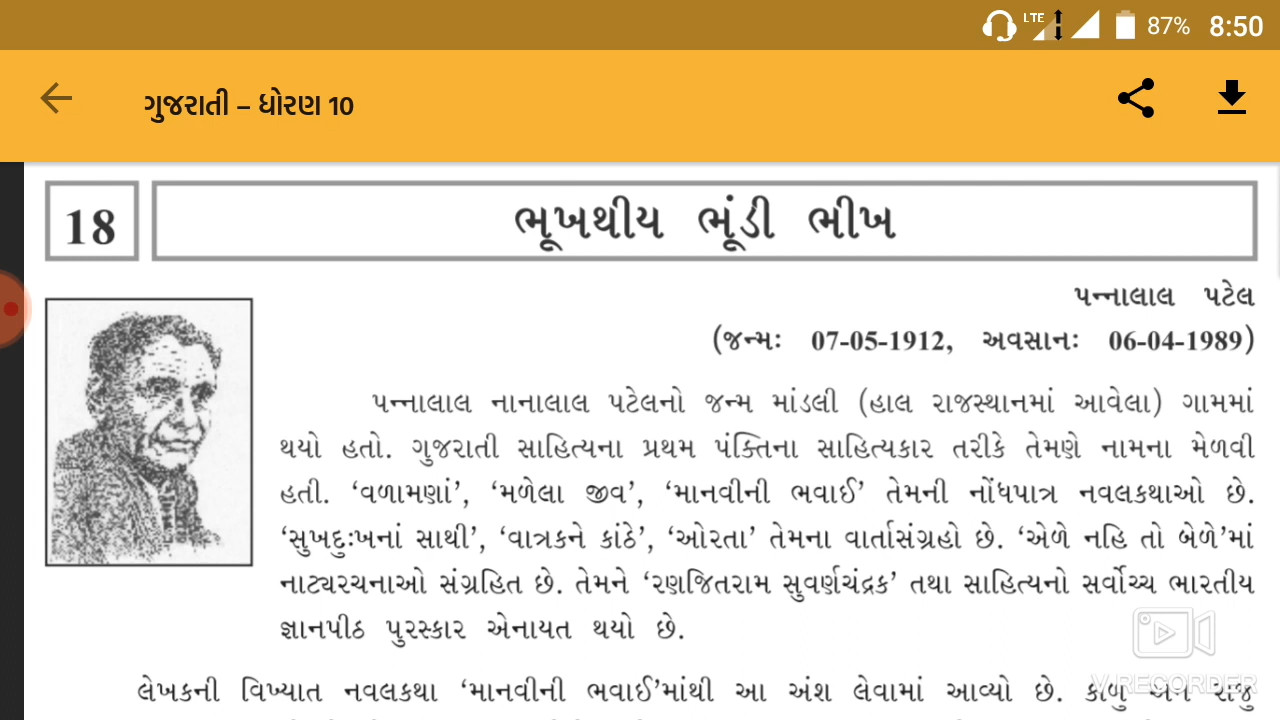 LTE 87% 8:50
ગુજરાતી – ધોરણ 10
18 ભૂખથીય ભૂંડી ભીખ
પન્નાલાલ પટેલ
(જન્મઃ 07-05-1912, અવસાનઃ 06-04-1989)
પન્નાલાલ નાનાલાલ પટેલનો જન્મ માંડલી (હાલ રાજસ્થાનમાં આવેલા) ગામમાં
થયો હતો. ગુજરાતી સાહિત્યના પ્રથમ પંક્તિના સાહિત્યકાર તરીકે તેમણે નામના મેળવી
હતી. ‘વળામણાં’, ‘મળેલા જીવ’, ‘માનવીની ભવાઈ’ તેમની નોંધપાત્ર નવલકથાઓ છે.
‘સુખદુઃખનાં સાથી’, ‘વાત્રકને કાંઠે’, ‘ઓરતા’ તેમના વાર્તાસંગ્રહો છે. ‘એળે નહિ તો બેળે’માં
નાટ્યરચનાઓ સંગ્રહિત છે. તેમને ‘રણજિતરામ સુવર્ણચંદ્રક’ તથા સાહિત્યનો સર્વોચ્ચ ભારતીય
જ્ઞાનપીઠ પુરસ્કાર એનાયત થયો છે.
લેખકની વિખ્યાત નવલકથા ‘માનવીની ભવાઈ’માંથી આ અંશ લેવામાં આવ્યો છે. કાળુ અને રાજુ
V RECORDER